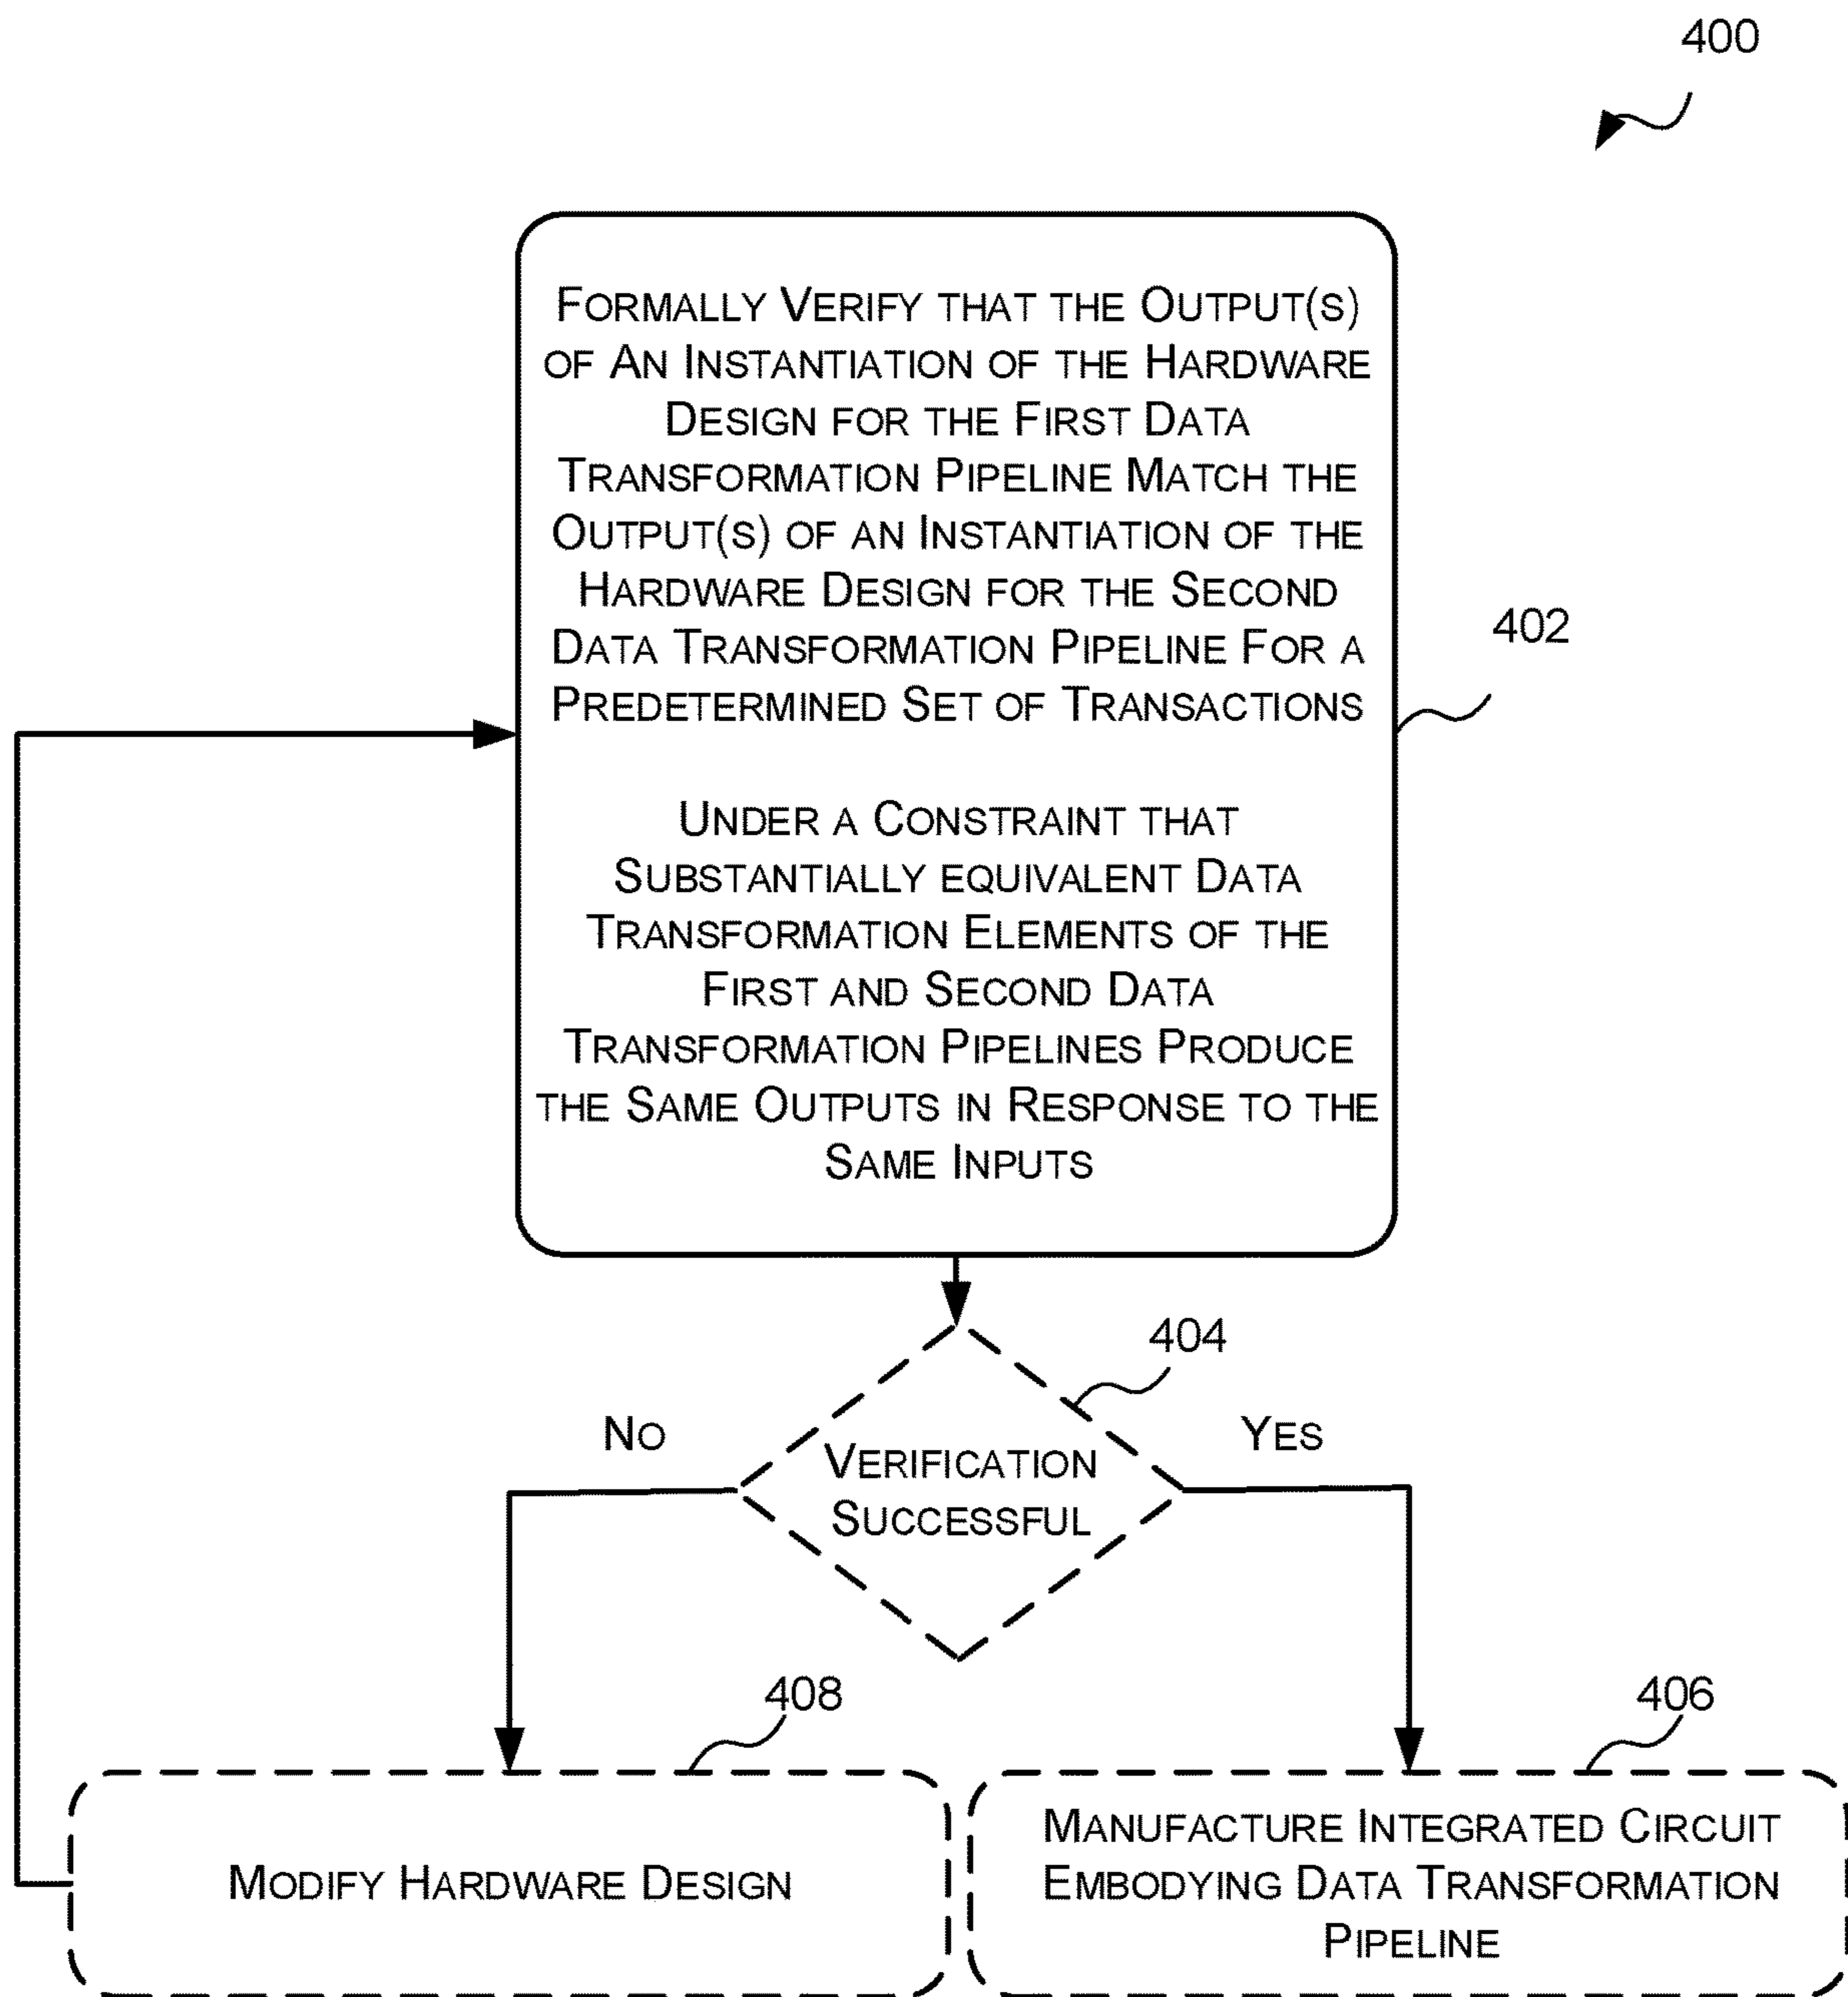 400
FORMALLY VERIFY THAT THE OUTPUT(S)
OF AN INSTANTIATION OF THE HARDWARE
DESIGN FOR THE FIRST DATA
TRANSFORMATION PIPELINE MATCH THE
OUTPUT(S) OF AN INSTANTIATION OF THE
HARDWARE DESIGN FOR THE SECOND
DATA TRANSFORMATION PIPELINE FOR A
PREDETERMINED SET OF TRANSACTIONS
402
UNDER A CONSTRAINT THAT
SUBSTANTIALLY EQUIVALENT DATA
TRANSFORMATION ELEMENTS OF THE
FIRST AND SECOND DATA
TRANSFORMATION PIPELINES PRODUCE
THE SAME OUTPUTS IN RESPONSE TO THE
SAME INPUTS
404
NO
YES
VERIFICATION
SUCCESSFUL
408
406
MODIFY HARDWARE DESIGN
MANUFACTURE INTEGRATED CIRCUIT
EMBODYING DATA TRANSFORMATION
PIPELINE